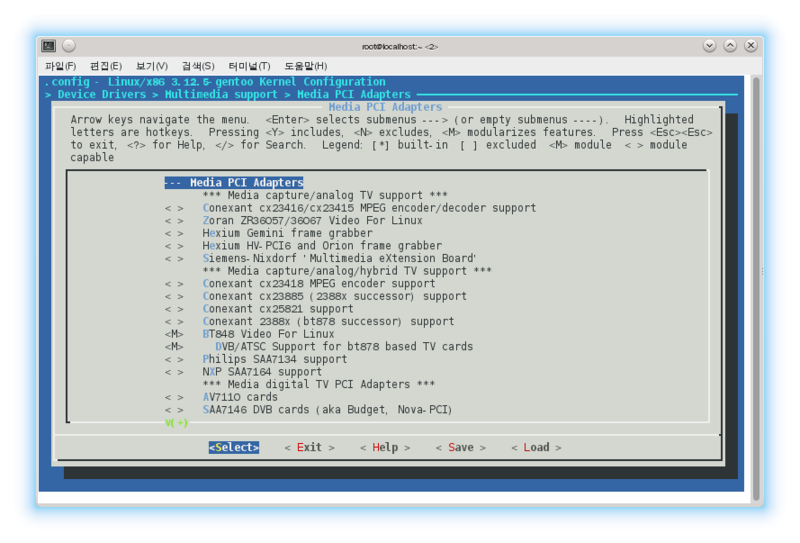 root@localhost:~ <2>
파일(F) 편집(E) 보기(V) 검색(S) 터미널(T) 도움말(H)
.config - Linux/x86 3.12.5-gentoo Kernel Configuration
> Device Drivers > Multimedia support > Media PCI Adapters
Media PCI Adapters
Arrow keys navigate the menu. <Enter> selects submenus ---> (or empty submenus ----). Highlighted
letters are hotkeys. Pressing <Y> includes, <N> excludes, <M> modularizes features. Press <Esc><Esc>
to exit, <?> for Help, </> for Search. Legend: [*] built-in [ ] excluded <M> module < > module
capable
--- Media PCI Adapters
*** Media capture/analog TV support ***
< > Conexant cx23416/cx23415 MPEG encoder/decoder support
< > Zoran ZR36057/36067 Video For Linux
< > Hexium Gemini frame grabber
< > Hexium HV-PCI6 and Orion frame grabber
< > Siemens-Nixdorf 'Multimedia eXtension Board'
*** Media capture/analog/hybrid TV support ***
< > Conexant cx23418 MPEG encoder support
< > Conexant cx23885 (2388x successor) support
< > Conexant cx25821 support
< > Conexant 2388x (bt878 successor) support
<M> BT848 Video For Linux
<M> DVB/ATSC Support for bt878 based TV cards
< > Philips SAA7134 support
< > NXP SAA7164 support
*** Media digital TV PCI Adapters ***
< > AV7110 cards
< > SAA7146 DVB cards (aka Budget, Nova-PCI)
v(+)
<Select> < Exit > < Help > < Save > < Load >